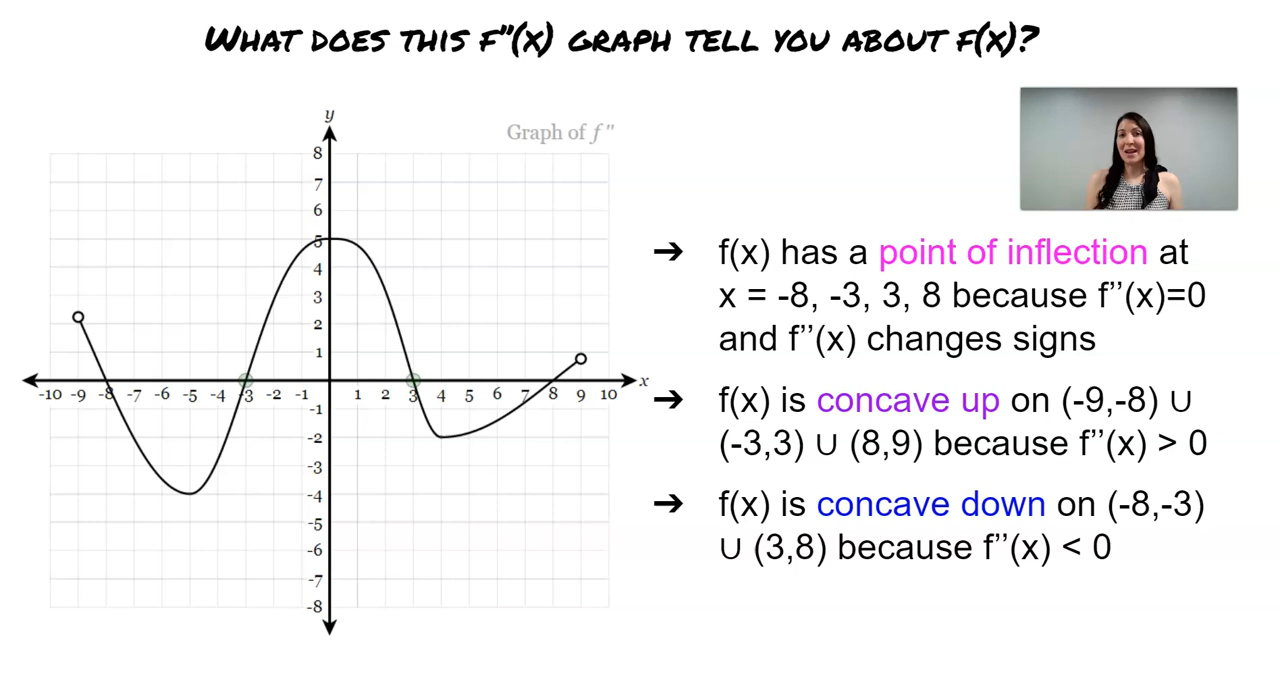 What does this f''(x) graph tell you about f(x)?
y
Graph of f ''
8
7
6
5
4
3
2
1
-10 -9 -8 -7 -6 -5 -4 -3 -2 -1 1 2 3 4 5 6 7 8 9 10 x
-1
-2
-3
-4
-5
-6
-7
-8
➔ f(x) has a point of inflection at
x = -8, -3, 3, 8 because f’’(x)=0
and f’’(x) changes signs
➔ f(x) is concave up on (-9,-8) ∪
(-3,3) ∪ (8,9) because f’’(x) > 0
➔ f(x) is concave down on (-8,-3)
∪ (3,8) because f’’(x) < 0